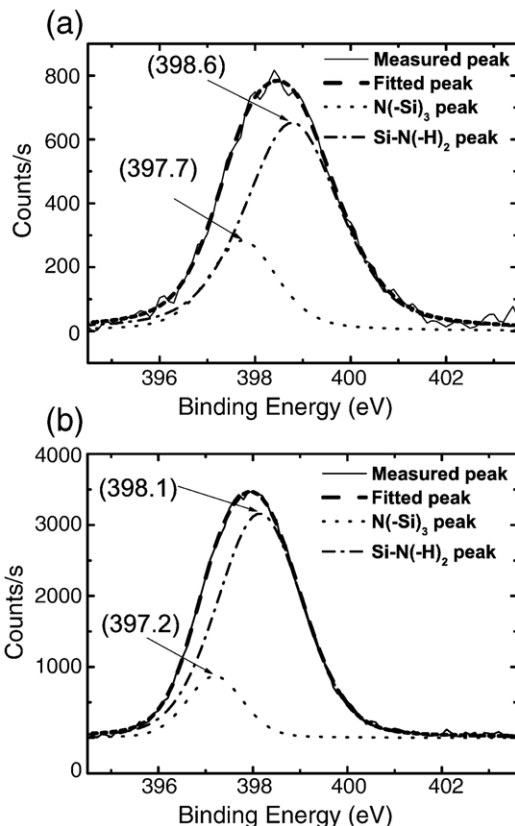 (a)
800
600
400
200
0
Counts/s
(398.6)
(397.7)
Measured peak
Fitted peak
N(-Si)3 peak
Si-N(-H)2 peak
396 398 400 402
Binding Energy (eV)
(b)
4000
3000
2000
1000
0
Counts/s
(398.1)
(397.2)
Measured peak
Fitted peak
N(-Si)3 peak
Si-N(-H)2 peak
396 398 400 402
Binding Energy (eV)